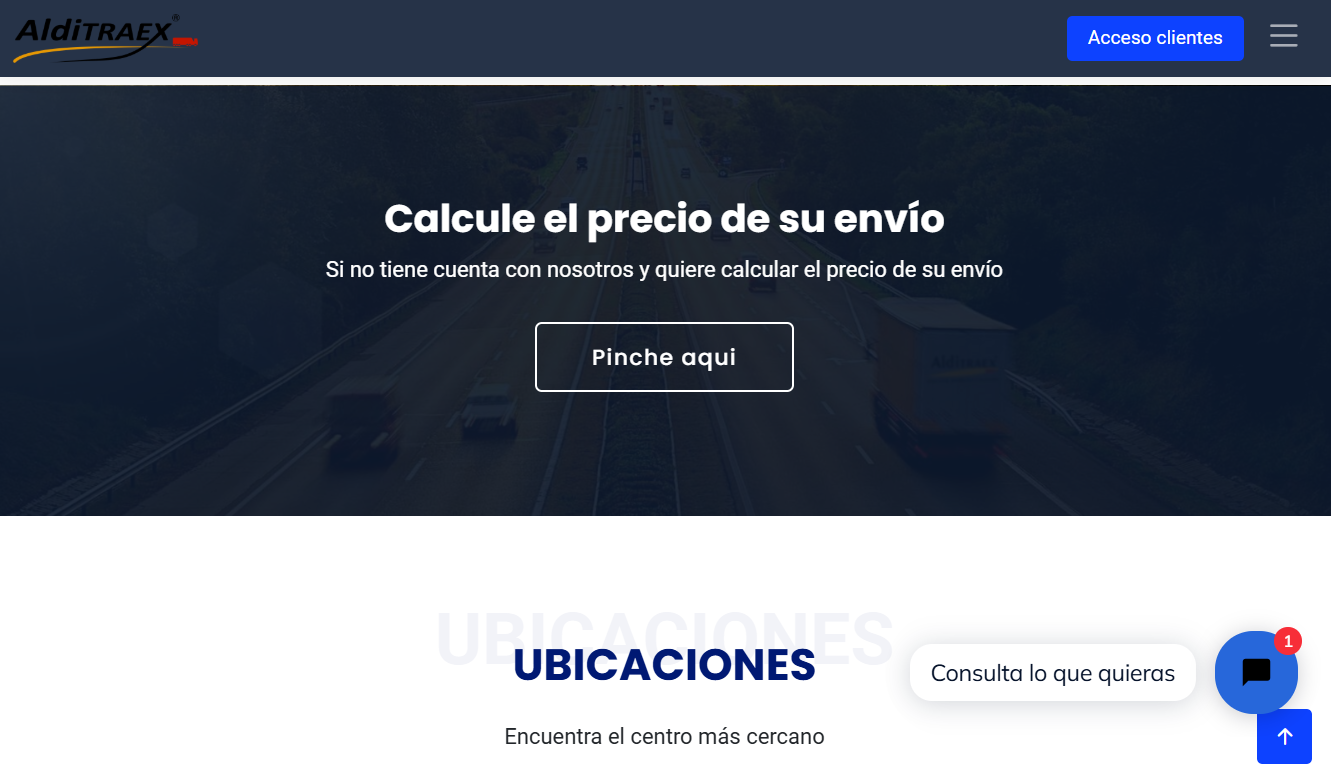 AldiTRAEX®
Acceso clientes
Calcule el precio de su envío
Si no tiene cuenta con nosotros y quiere calcular el precio de su envío
Alditraex
Pinche aqui
UBICACIONES
UBICACIONES
Consulta lo que quieras
1
Encuentra el centro más cercano